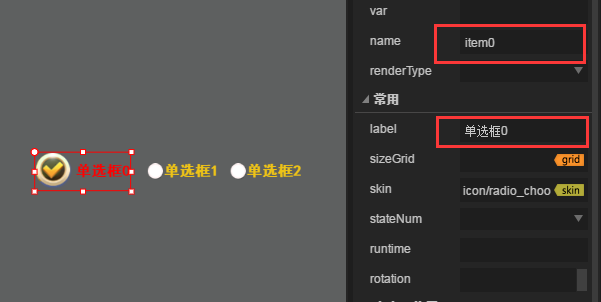 var
name item0
renderType
常用
label 单选框0
sizeGrid grid
skin icon/radio_choo skin
stateNum
runtime
rotation
单选框0 单选框1 单选框2